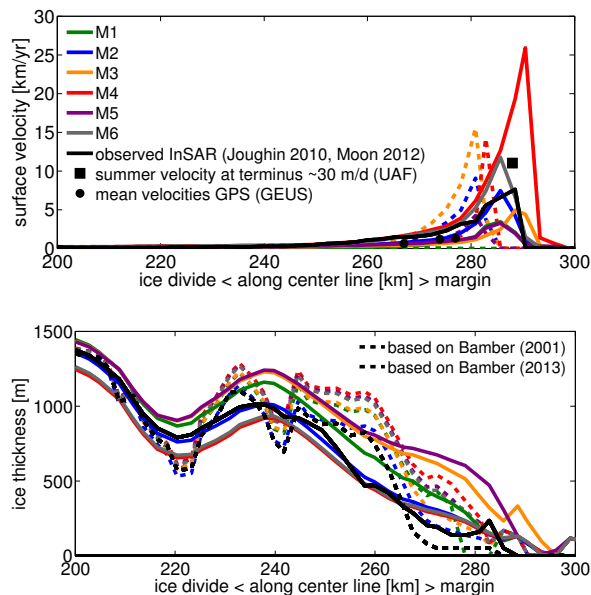 surface velocity [km/yr]
30
25
20
15
10
5
0
M1
M2
M3
M4
M5
M6
observed InSAR (Joughin 2010, Moon 2012)
summer velocity at terminus ~30 m/d (UAF)
mean velocities GPS (GEUS)
200 220 240 260 280 300
ice divide < along center line [km] > margin
ice thickness [m]
1500
1000
500
0
based on Bamber (2001)
based on Bamber (2013)
200 220 240 260 280 300
ice divide < along center line [km] > margin